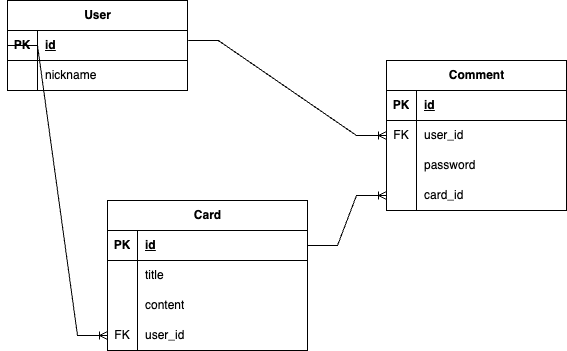 User
PK id
nickname
Comment
PK id
FK user_id
password
card_id
Card
PK id
title
content
FK user_id